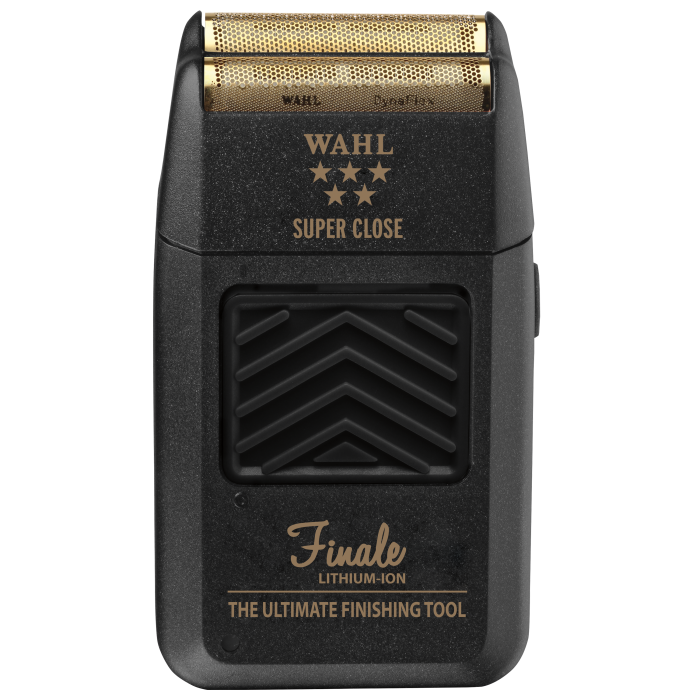 WAHL DynaFlex
WAHL
SUPER CLOSE
Finale
LITHIUM-ION
THE ULTIMATE FINISHING TOOL